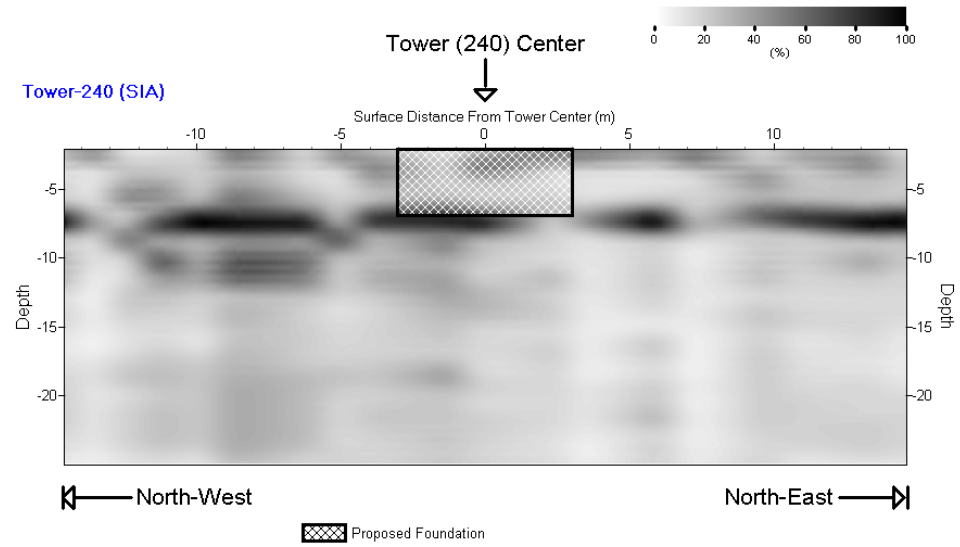 0 20 40 60 80 100
(%)
Tower (240) Center
Tower-240 (SIA)
Surface Distance From Tower Center (m)
-10 -5 0 5 10
-5 -5
-10 -10
Depth Depth
-15 -15
-20 -20
North-West North-East
Proposed Foundation